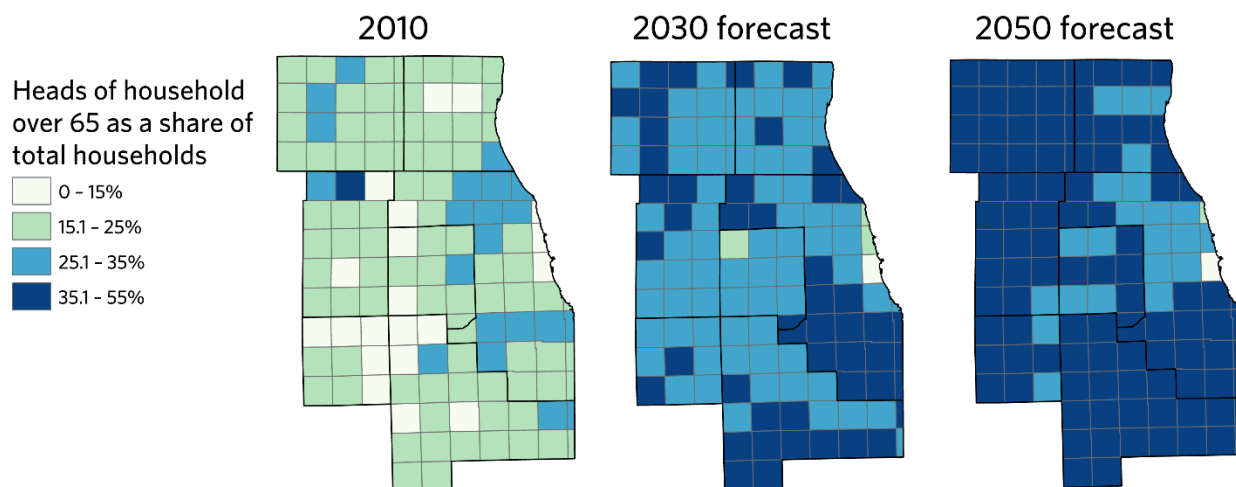 2010
2030 forecast
2050 forecast
Heads of household
over 65 as a share of
total households
0 – 15%
15.1 – 25%
25.1 – 35%
35.1 – 55%